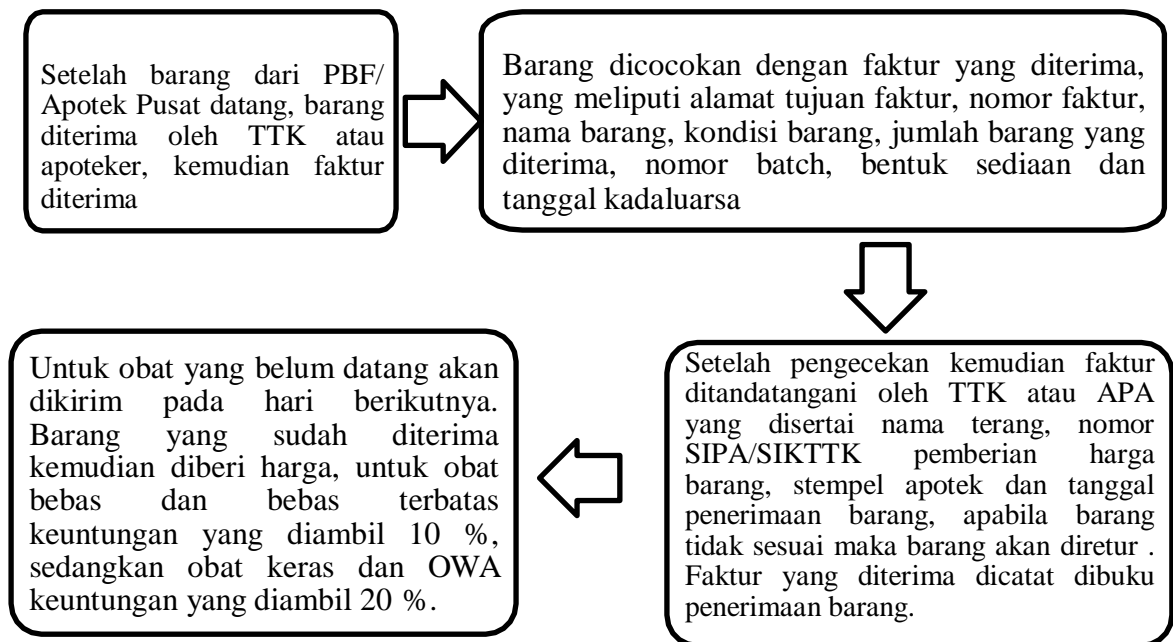 Setelah barang dari PBF/
Apotek Pusat datang, barang
diterima oleh TTK atau
apoteker, kemudian faktur
diterima
Barang dicocokan dengan faktur yang diterima,
yang meliputi alamat tujuan faktur, nomor faktur,
nama barang, kondisi barang, jumlah barang yang
diterima, nomor batch, bentuk sediaan dan
tanggal kadaluarsa
Setelah pengecekan kemudian faktur
ditandatangani oleh TTK atau APA
yang disertai nama terang, nomor
SIPA/SIKTTK pemberian harga
barang, stempel apotek dan tanggal
penerimaan barang, apabila barang
tidak sesuai maka barang akan diretur .
Faktur yang diterima dicatat dibuku
penerimaan barang.
Untuk obat yang belum datang akan
dikirim pada hari berikutnya.
Barang yang sudah diterima
kemudian diberi harga, untuk obat
bebas dan bebas terbatas
keuntungan yang diambil 10 %,
sedangkan obat keras dan OWA
keuntungan yang diambil 20 %.